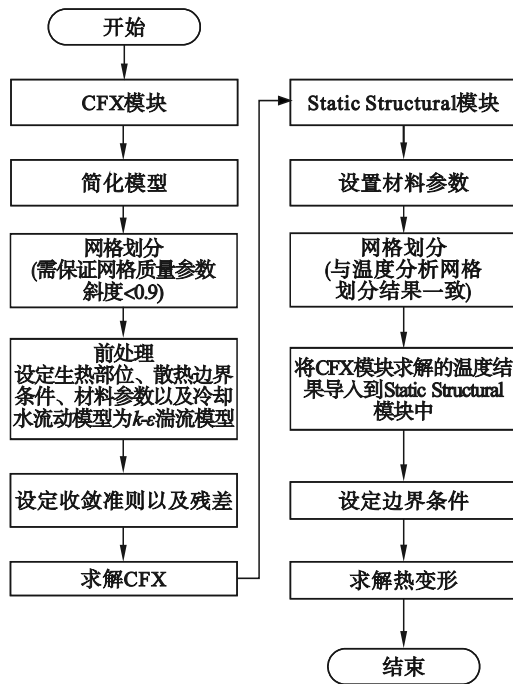 开始
CFX模块
简化模型
网格划分
(需保证网格质量参数
斜度<0.9)
前处理
设定生热部位、散热边界
条件、材料参数以及冷却
水流动模型为k-ε湍流模型
设定收敛准则以及残差
求解CFX
Static Structural模块
设置材料参数
网格划分
(与温度分析网格
划分结果一致)
将CFX模块求解的温度结
果导入到Static Structural
模块中
设定边界条件
求解热变形
结束